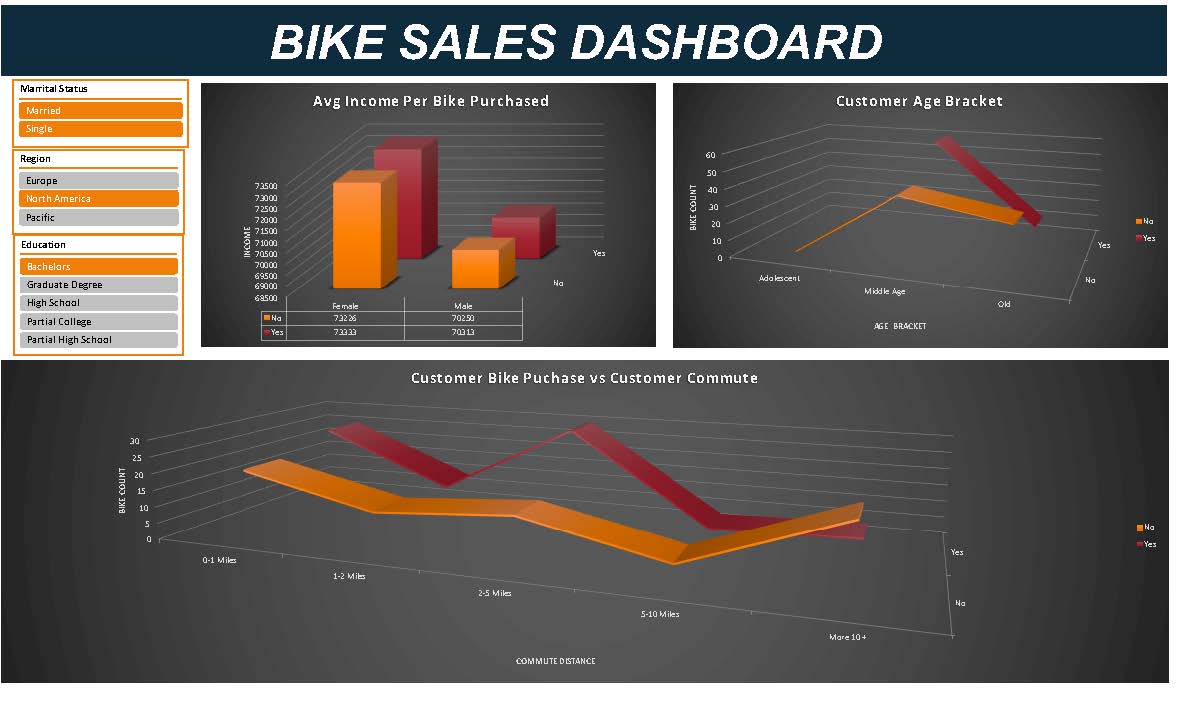 BIKE SALES DASHBOARD
Marrital Status
Married
Single
Region
Europe
North America
Pacific
Education
Bachelors
Graduate Degree
High School
Partial College
Partial High School
Avg Income Per Bike Purchased
73500
73000
72500
72000
71500
71000
70500
70000
69500
69000
68500
INCOME
Yes
No
Female Male
No 73226 70250
Yes 73333 70313
Customer Age Bracket
60
50
40
30
20
10
0
BIKE COUNT
Adolescent
Middle Age
Old
AGE BRACKET
Yes
No
No
Yes
Customer Bike Puchase vs Customer Commute
30
25
20
15
10
5
0
BIKE COUNT
0-1 Miles
1-2 Miles
2-5 Miles
5-10 Miles
More 10+
COMMUTE DISTANCE
Yes
No
No
Yes